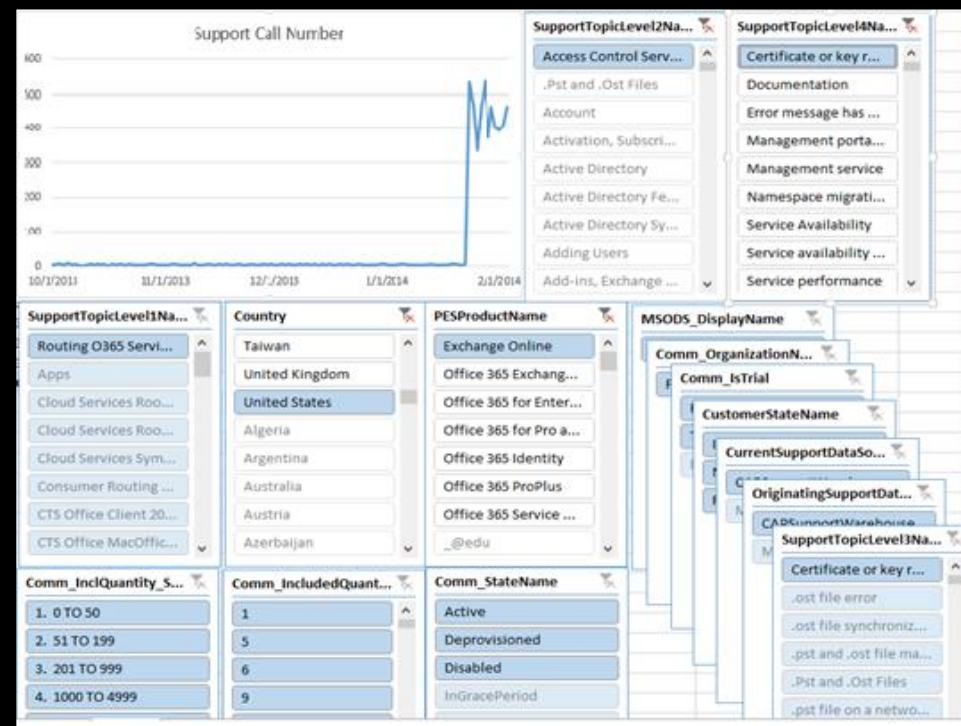 Support Call Number
600
500
400
300
200
100
0
10/1/2013
11/1/2013
12/1/2013
1/1/2014
2/1/2014
SupportTopicLevel2Na...
Access Control Serv...
.Pst and .Ost Files
Account
Activation, Subscri...
Active Directory
Active Directory Fe...
Active Directory Sy...
Adding Users
Add-ins, Exchange ...
SupportTopicLevel4Na...
Certificate or key r...
Documentation
Error message has ...
Management porta...
Management service
Namespace migrati...
Service Availability
Service availability ...
Service performance
SupportTopicLevel1Na...
Routing O365 Servi...
Apps
Cloud Services Roo...
Cloud Services Roo...
Cloud Services Sym...
Consumer Routing ...
CTS Office Client 20...
CTS Office MacOffic...
Country
Taiwan
United Kingdom
United States
Algeria
Argentina
Australia
Austria
Azerbaijan
PESProductName
Exchange Online
Office 365 Exchang...
Office 365 for Enter...
Office 365 for Pro a...
Office 365 Identity
Office 365 ProPlus
Office 365 Service ...
_@edu
MSODS_DisplayName
Comm_OrganizationN...
Comm_IsTrial
CustomerStateName
CurrentSupportDataSo...
OriginatingSupportDat...
CAPSupportWarehouse
SupportTopicLevel3Na...
Certificate or key r...
.ost file error
.ost file synchroniz...
.pst and .ost file ma...
.Pst and .Ost Files
.pst file on a netwo...
Comm_InclQuantity_S...
1. 0 TO 50
2. 51 TO 199
3. 201 TO 999
4. 1000 TO 4999
Comm_IncludedQuant...
1
5
6
9
Comm_StateName
Active
Deprovisioned
Disabled
InGracePeriod